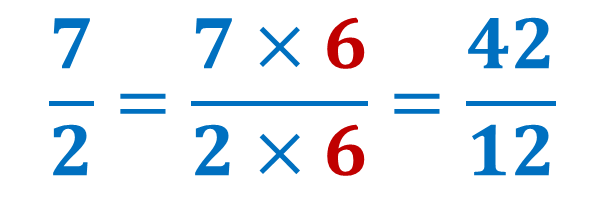 7/2 = 7 × 6/2 × 6 = 42/12